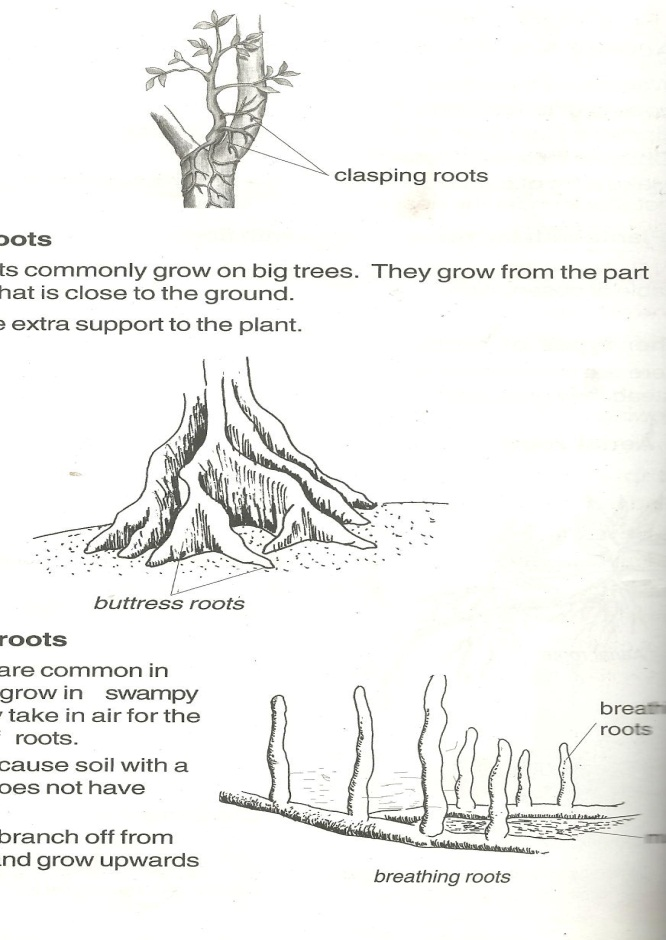 clasping roots
oots
ts commonly grow on big trees. They grow from the part
hat is close to the ground.
e extra support to the plant.
buttress roots
roots
are common in
grow in swampy
take in air for the
roots.
cause soil with a
oes not have
branch off from
nd grow upwards
breath
roots
breathing roots